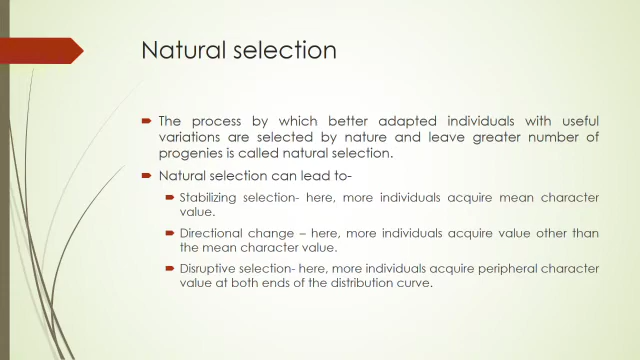 Natural selection
The process by which better adapted individuals with useful
variations are selected by nature and leave greater number of
progenies is called natural selection.
Natural selection can lead to-
Stabilizing selection- here, more individuals acquire mean character
value.
Directional change – here, more individuals acquire value other than
the mean character value.
Disruptive selection- here, more individuals acquire peripheral character
value at both ends of the distribution curve.